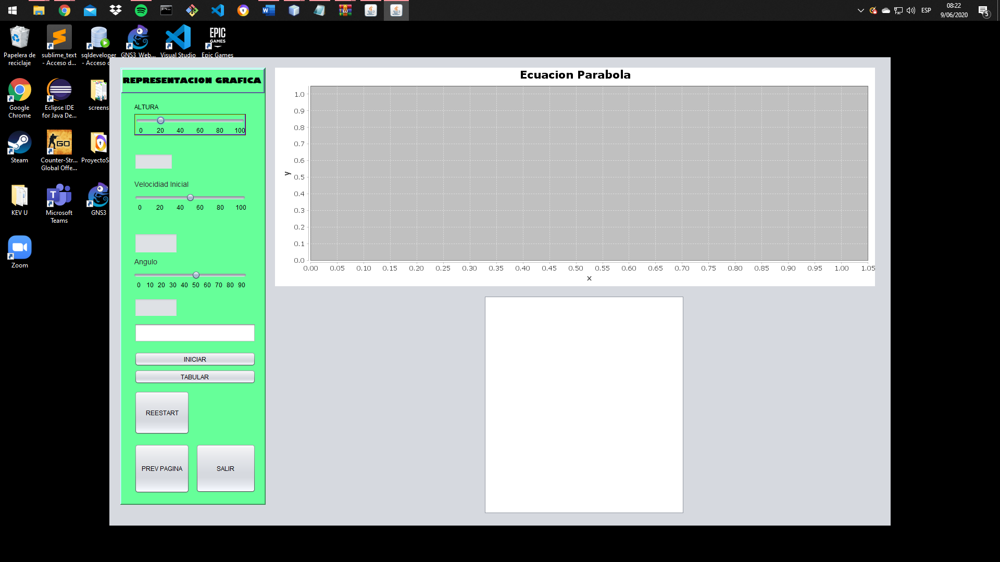 ESP
08:22
9/06/2020
5
Papelera de
reciclaje
sublime_text
- Acceso d...
sqldeveloper
- Acceso d
GNS3 Web...
Visual Studio
EPIC
GAMES
Epic Games
Google
Chrome
Eclipse IDE
for Java De...
screens
Steam
GO
Counter-Str...
Global Offe...
ProyectoS
KEV U
Microsoft
Teams
GNS3
Zoom
REPRESENTACION GRAFICA
ALTURA
0 20 40 60 80 100
Velocidiad Inicial
0 20 40 60 80 100
Angulo
0 10 20 30 40 50 60 70 80 90
INICIAR
TABULAR
REESTART
PREV PAGINA
SALIR
Ecuacion Parabola
1.0
0.9
0.8
0.7
0.6
0.5
0.4
0.3
0.2
0.1
0.0
y
0.00 0.05 0.10 0.15 0.20 0.25 0.30 0.35 0.40 0.45 0.50 0.55 0.60 0.65 0.70 0.75 0.80 0.85 0.90 0.95 1.00 1.05
x